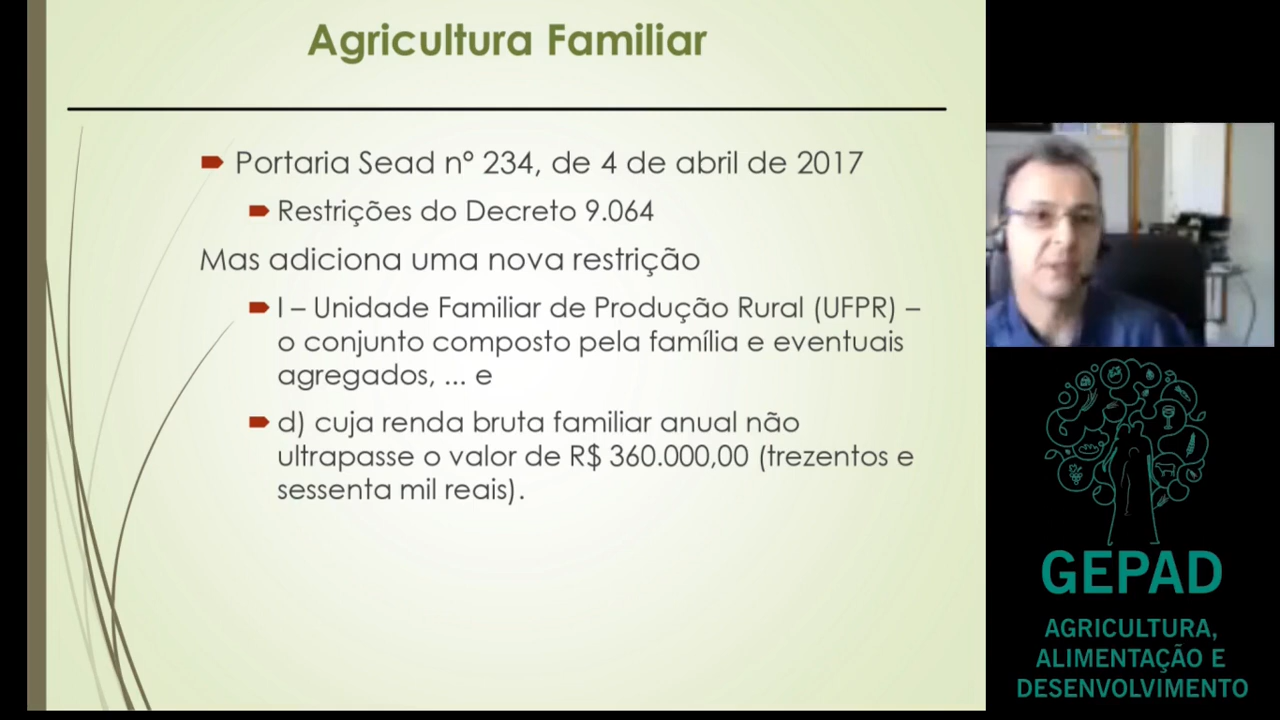 Agricultura Familiar
Portaria Sead nº 234, de 4 de abril de 2017
Restrições do Decreto 9.064
Mas adiciona uma nova restrição
I – Unidade Familiar de Produção Rural (UFPR) –
o conjunto composto pela família e eventuais
agregados, ... e
d) cuja renda bruta familiar anual não
ultrapasse o valor de R$ 360.000,00 (trezentos e
sessenta mil reais).
GEPAD
AGRICULTURA,
ALIMENTAÇÃO E
DESENVOLVIMENTO